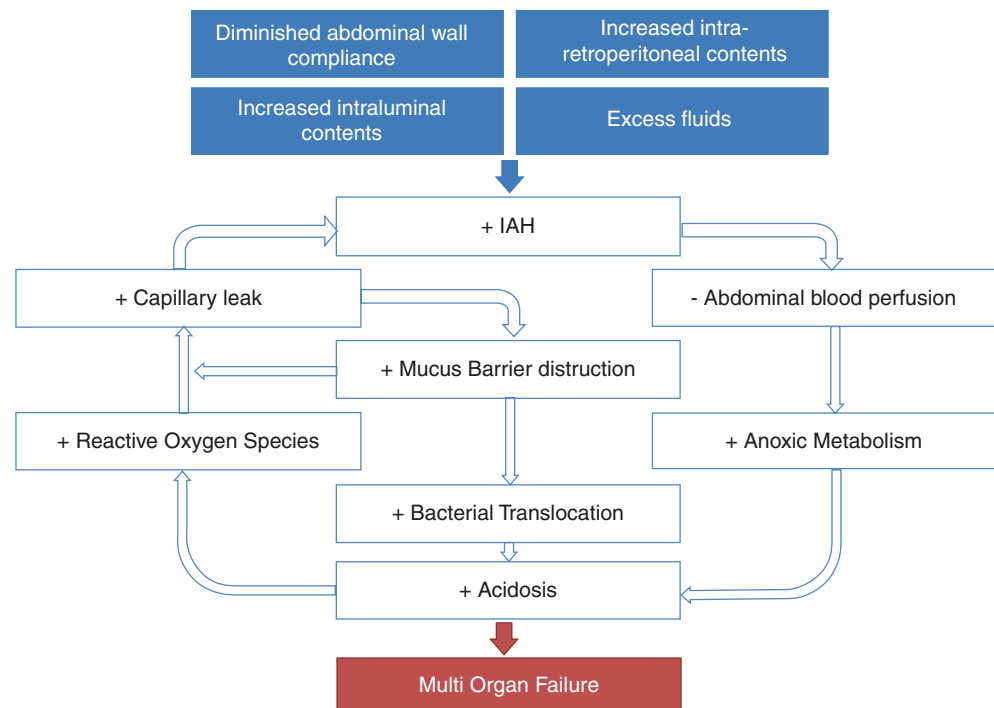 Diminished abdominal wall
compliance
Increased intra-
retroperitoneal contents
Increased intraluminal
contents
Excess fluids
+ IAH
+ Capillary leak
- Abdominal blood perfusion
+ Mucus Barrier distruction
+ Reactive Oxygen Species
+ Anoxic Metabolism
+ Bacterial Translocation
+ Acidosis
Multi Organ Failure